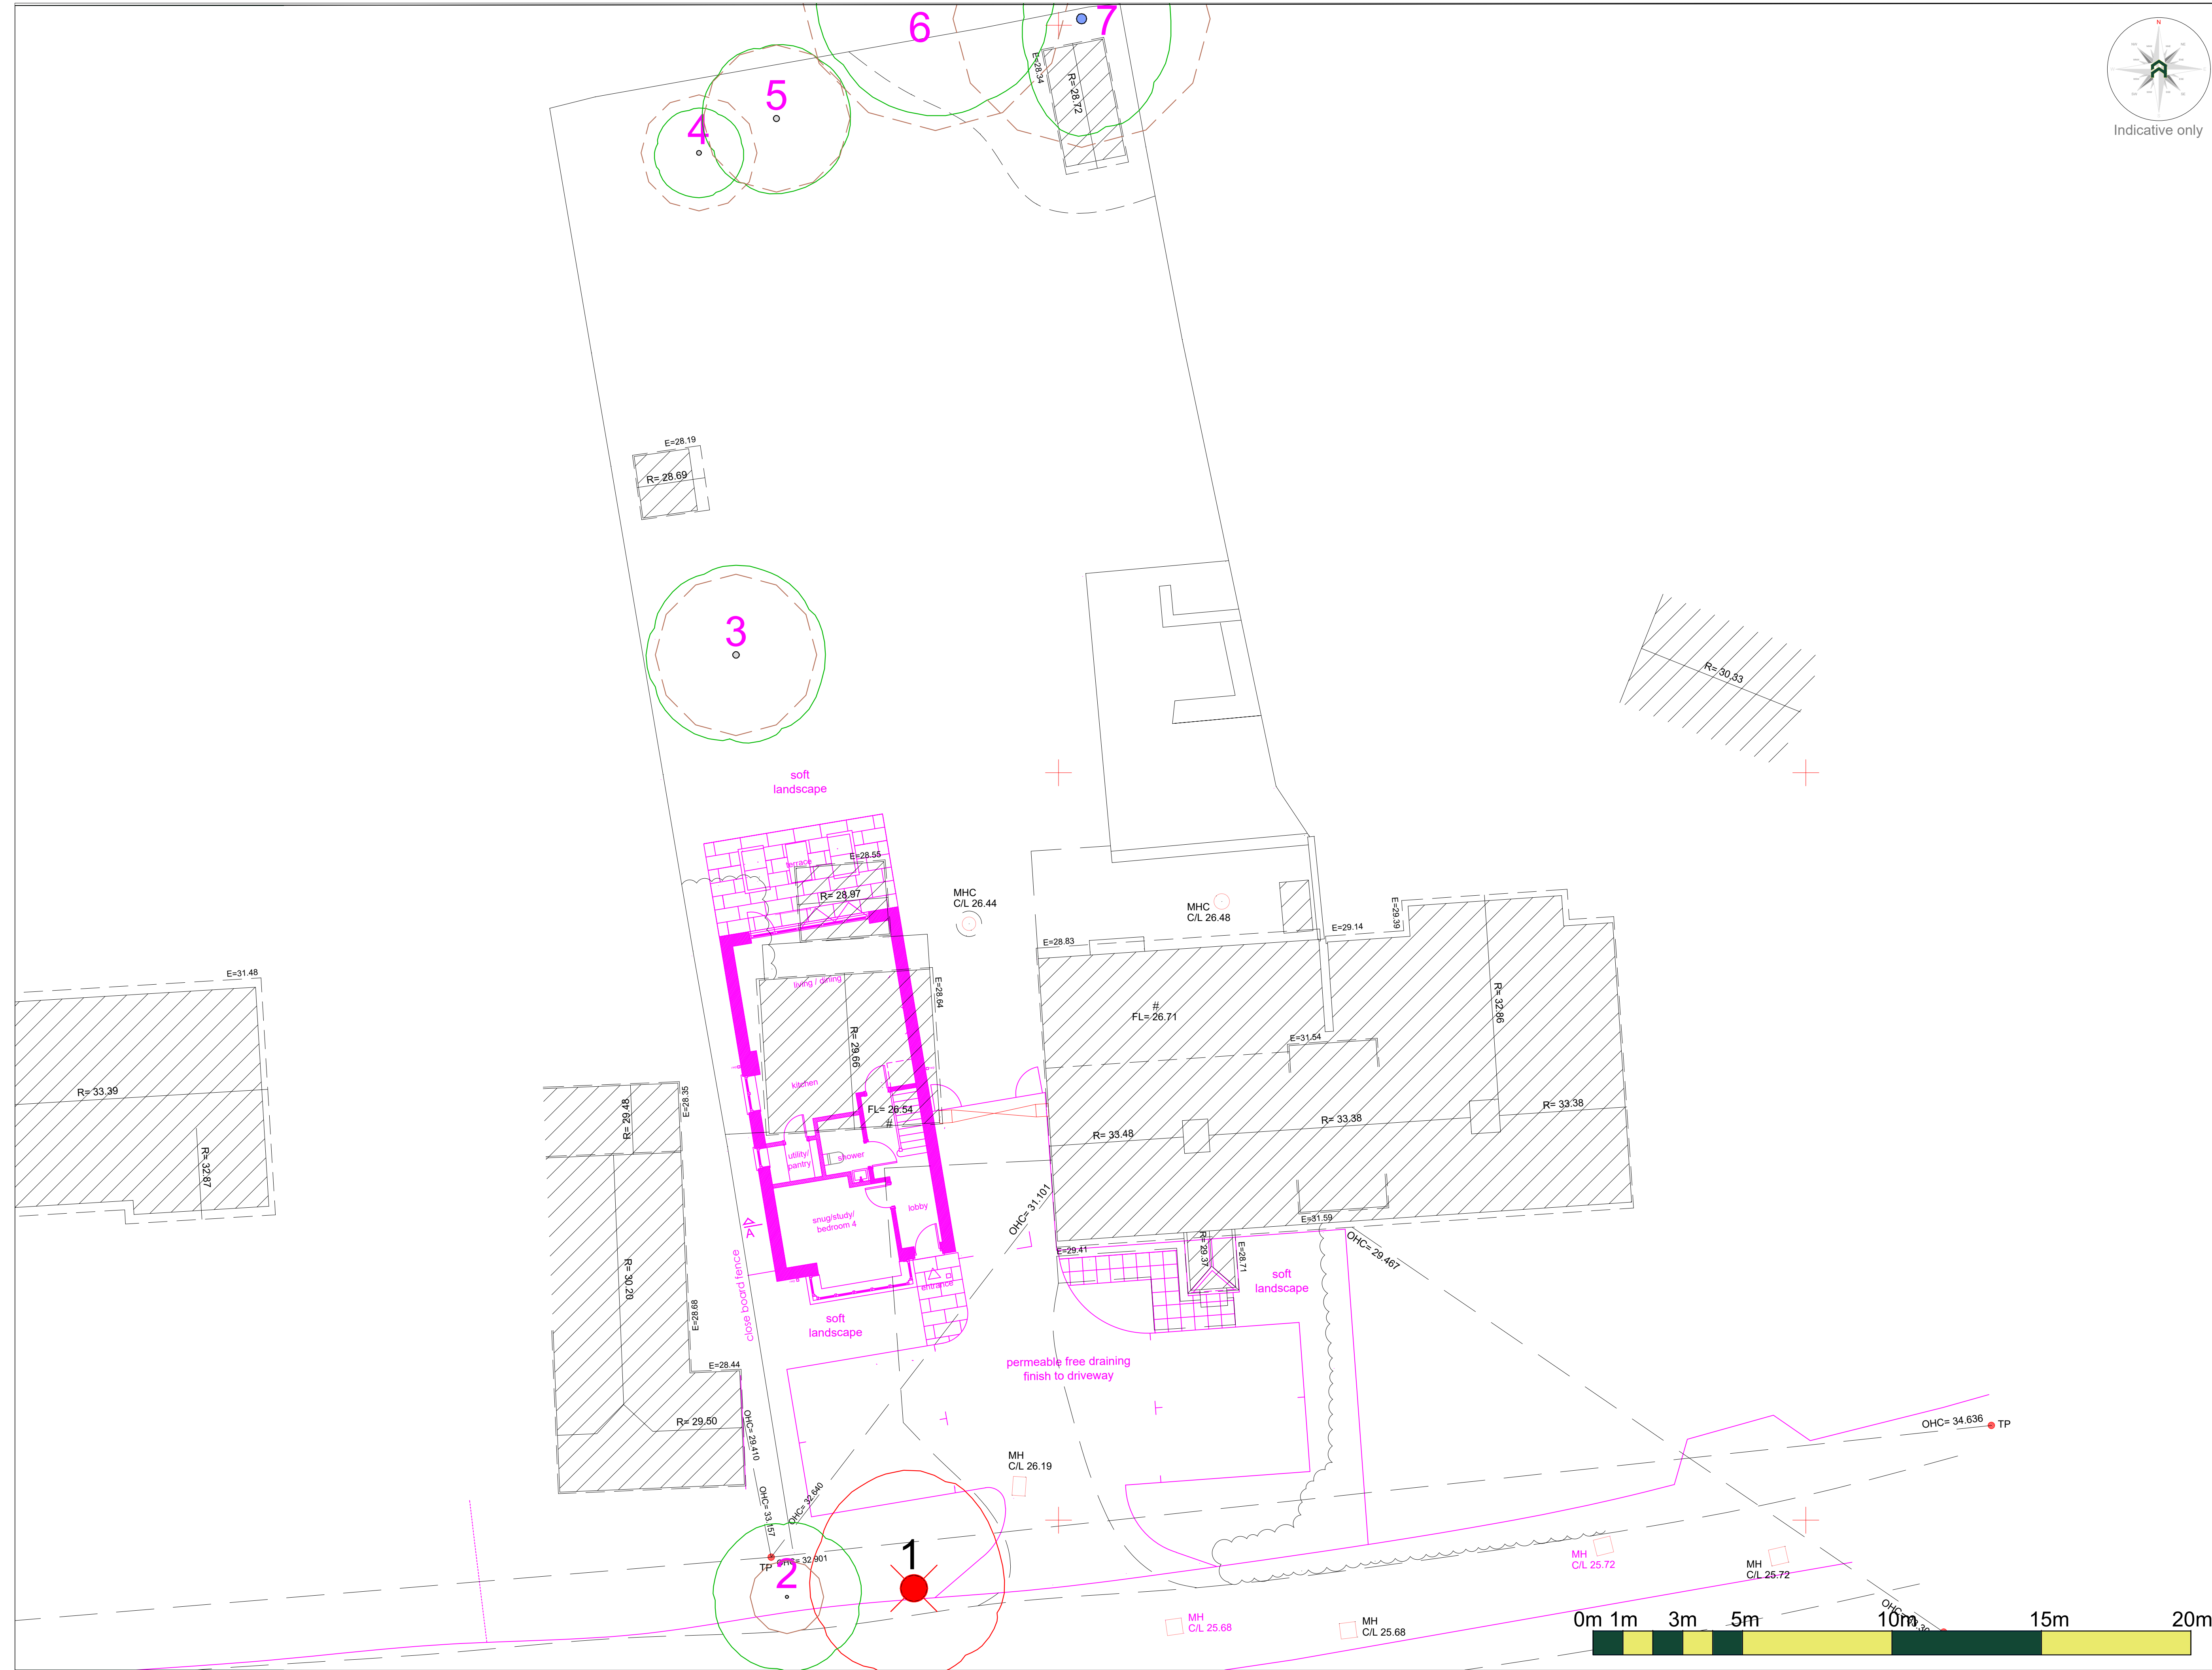 6
7
N
Indicative only
5
4
E=28.34
R= 28.72
E=28.19
R= 28.69
3
R= 30.33
soft
landscape
terrace
E=28.55
R= 28.97
MHC
C/L 26.44
MHC
C/L 26.48
E=29.39
E=29.14
E=28.83
E=31.48
living / dining
E=28.64
R= 32.86
#
FL= 26.71
R= 29.66
E=31.54
R= 33.39
kitchen
E=28.35
R= 29.48
FL= 26.54
#
R= 33.48
R= 33.38
R= 33.38
R= 32.87
utility/
pantry
shower
snug/study/
bedroom 4
lobby
OHC= 31.101
A
E=31.59
E=29.41
R= 29.37
E=28.71
OHC= 29.467
close board fence
R= 30.20
entrance
soft
landscape
soft
landscape
E=28.68
E=28.44
permeable free draining
finish to driveway
R= 29.50
OHC= 29.410
OHC= 34.636
TP
MH
C/L 26.19
OHC= 33.157
OHC= 32.640
1
TP
OHC= 32.901
2
MH
C/L 25.72
MH
C/L 25.72
MH
C/L 25.68
MH
C/L 25.68
0m 1m 3m 5m 10m 15m 20m